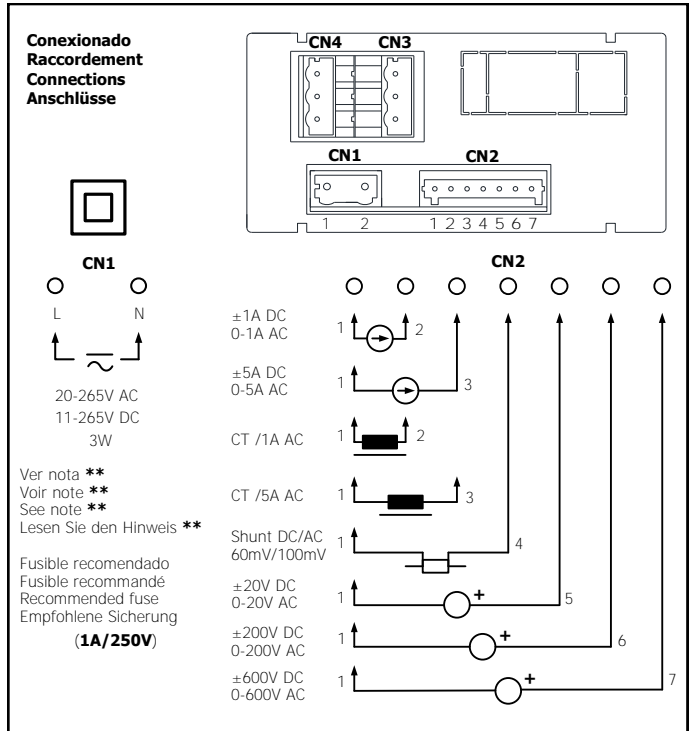 Conexionado
Raccordement
Connections
Anschlüsse
CN4 CN3
CN1 CN2
1 2 1 2 3 4 5 6 7
CN1
L N
20-265V AC
11-265V DC
3W
Ver nota **
Voir note **
See note **
Lesen Sie den Hinweis **
Fusible recomendado
Fusible recommandé
Recommended fuse
Empfohlene Sicherung
(1A/250V)
CN2
±1A DC
0-1A AC
1 2
±5A DC
0-5A AC
1 3
CT /1A AC 1 2
CT /5A AC 1 3
Shunt DC/AC
60mV/100mV
1 4
±20V DC
0-20V AC
1 + 5
±200V DC
0-200V AC
1 + 6
±600V DC
0-600V AC
1 + 7